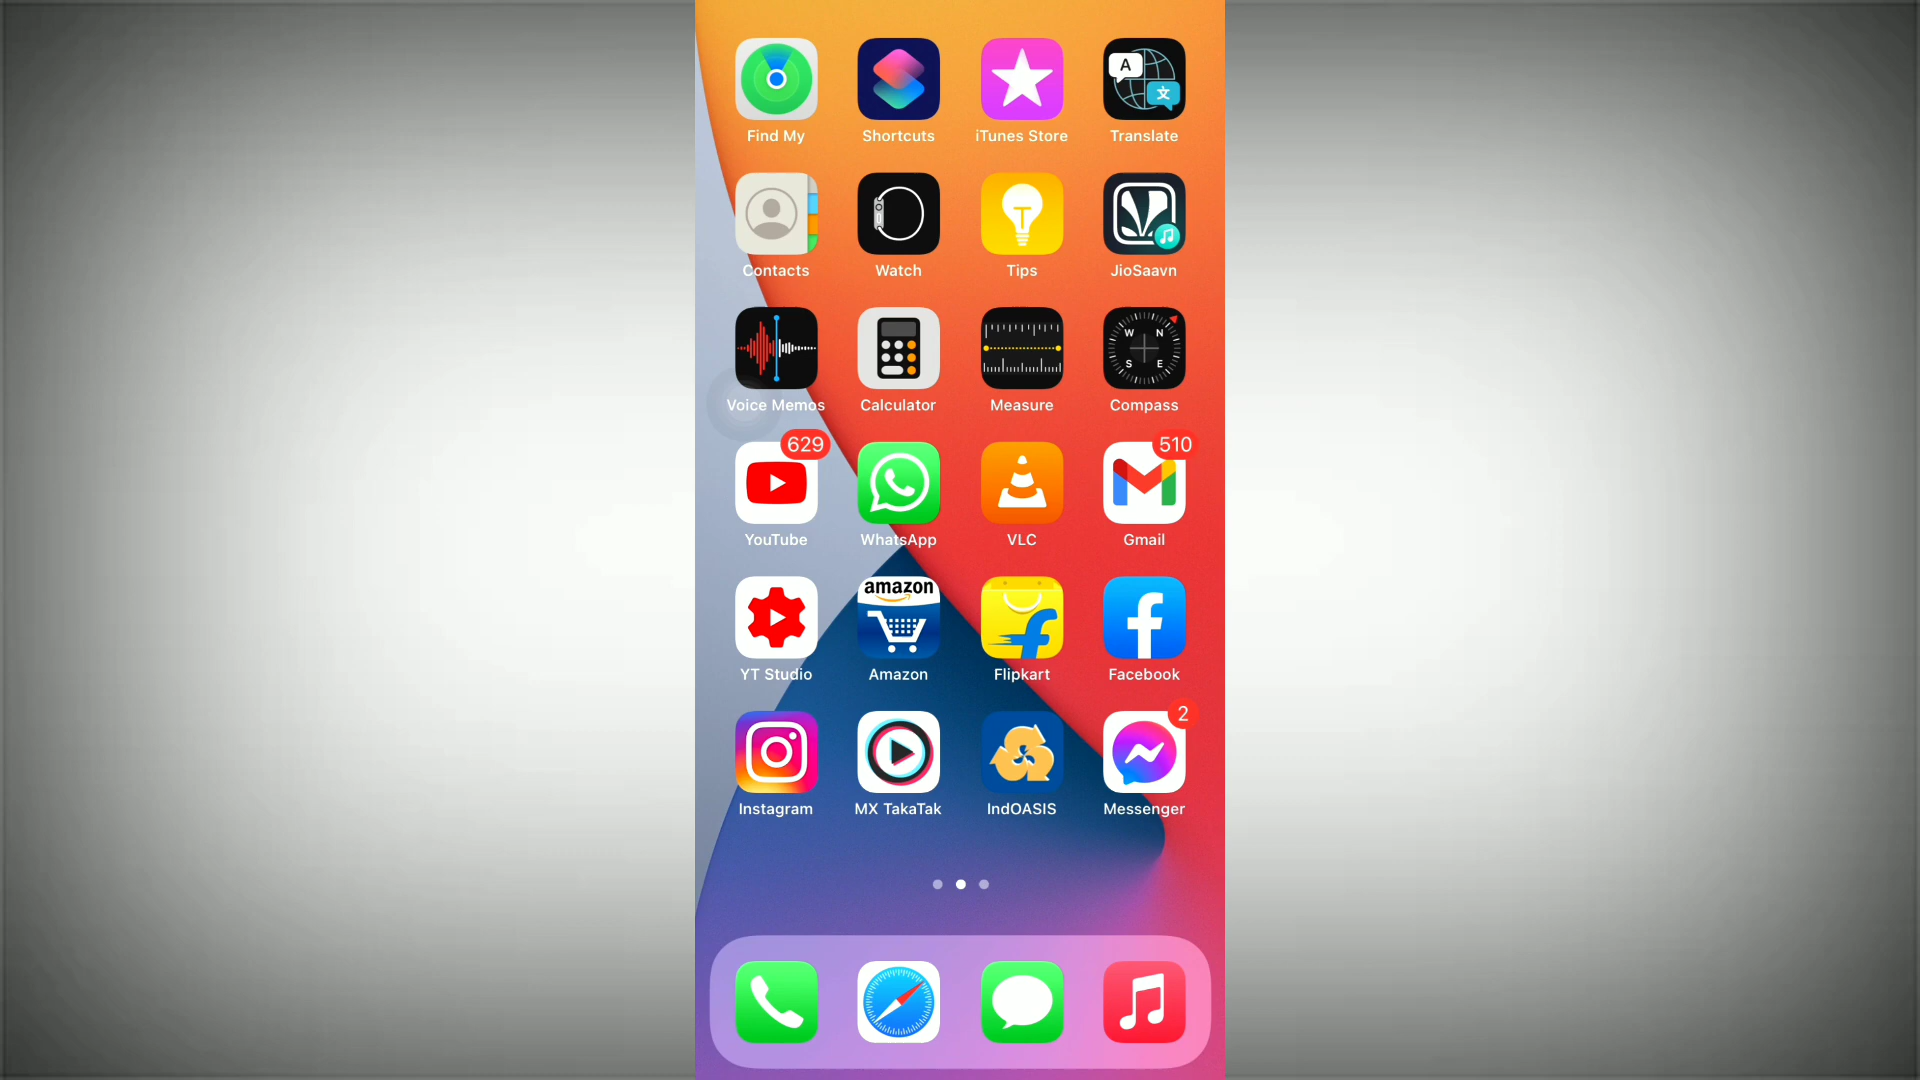 Find My Shortcuts iTunes Store Translate
A 文
Contacts Watch Tips JioSaavn
W N
S E
Voice Memos Calculator Measure Compass
629 510
YouTube WhatsApp VLC Gmail
amazon
YT Studio Amazon Flipkart Facebook
2
Instagram MX TakaTak IndOASIS Messenger